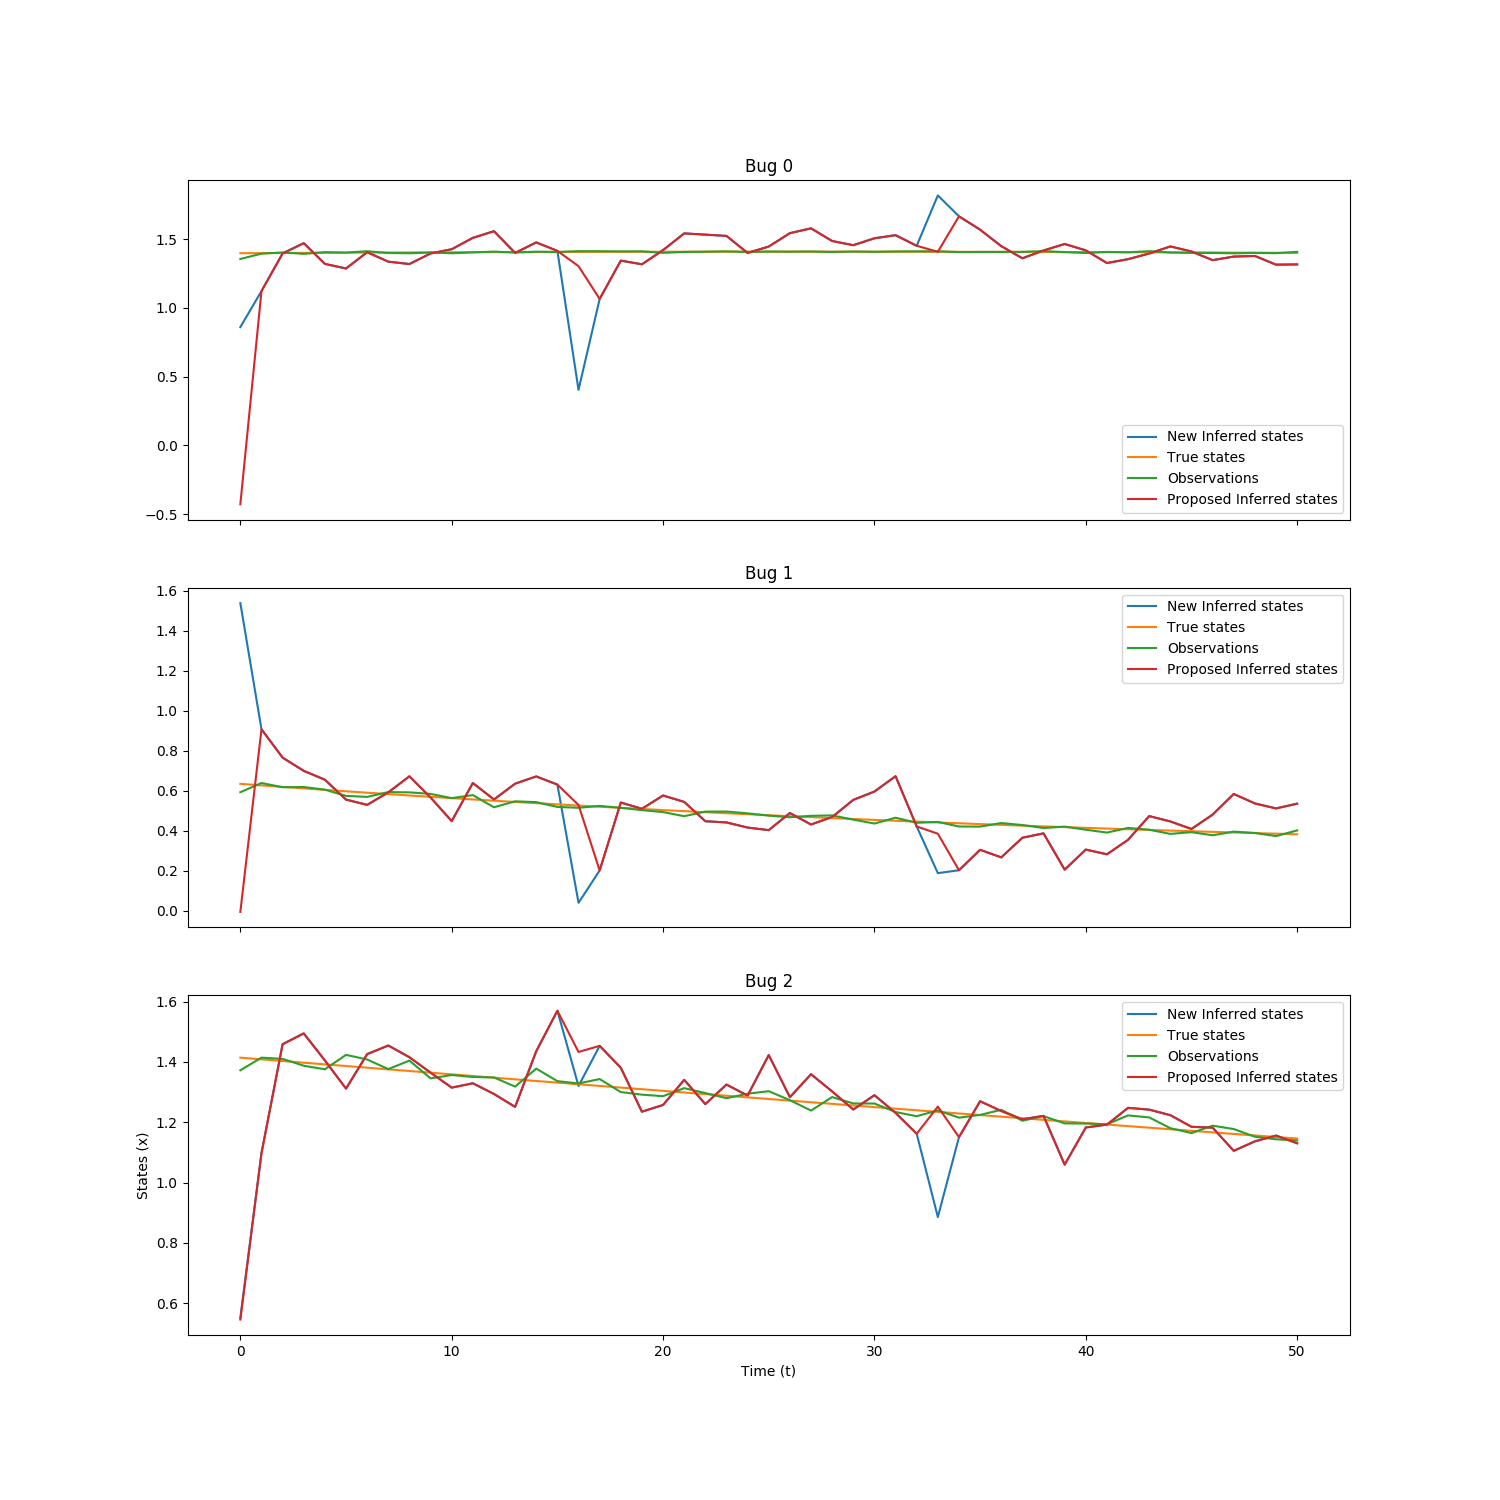 Bug 0
1.5
1.0
0.5
0.0
−0.5
New Inferred states
True states
Observations
Proposed Inferred states
Bug 1
1.6
1.4
1.2
1.0
0.8
0.6
0.4
0.2
0.0
New Inferred states
True states
Observations
Proposed Inferred states
Bug 2
1.6
1.4
1.2
1.0
0.8
0.6
New Inferred states
True states
Observations
Proposed Inferred states
States (x)
0 10 20 30 40 50
Time (t)